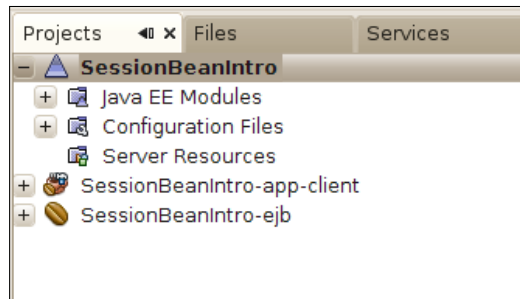 Projects Files Services
SessionBeanIntro
Java EE Modules
Configuration Files
Server Resources
SessionBeanIntro-app-client
SessionBeanIntro-ejb